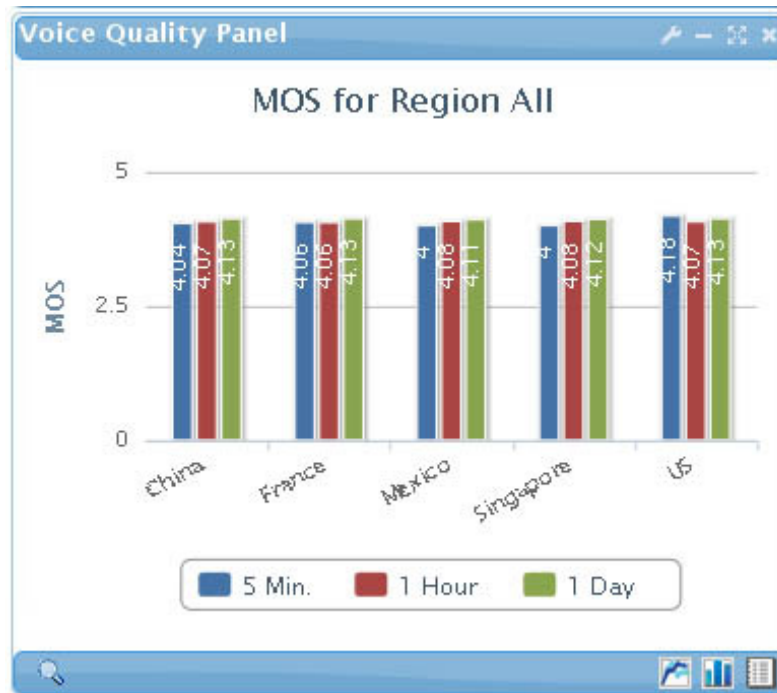 Voice Quality Panel
MOS for Region All
MOS
5
2.5
0
4.04
4.07
4.13
4.06
4.06
4.13
4
4.08
4.11
4
4.08
4.12
4.18
4.07
4.13
China
France
Mexico
Singapore
US
5 Min.
1 Hour
1 Day